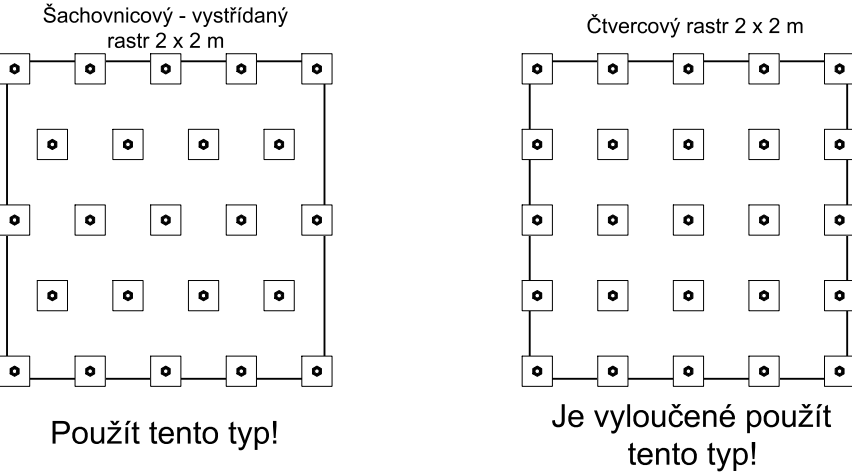 Šachovnicový - vystřídaný
rastr 2 x 2 m
Čtvercový rastr 2 x 2 m
Použít tento typ!
Je vyloučené použít
tento typ!